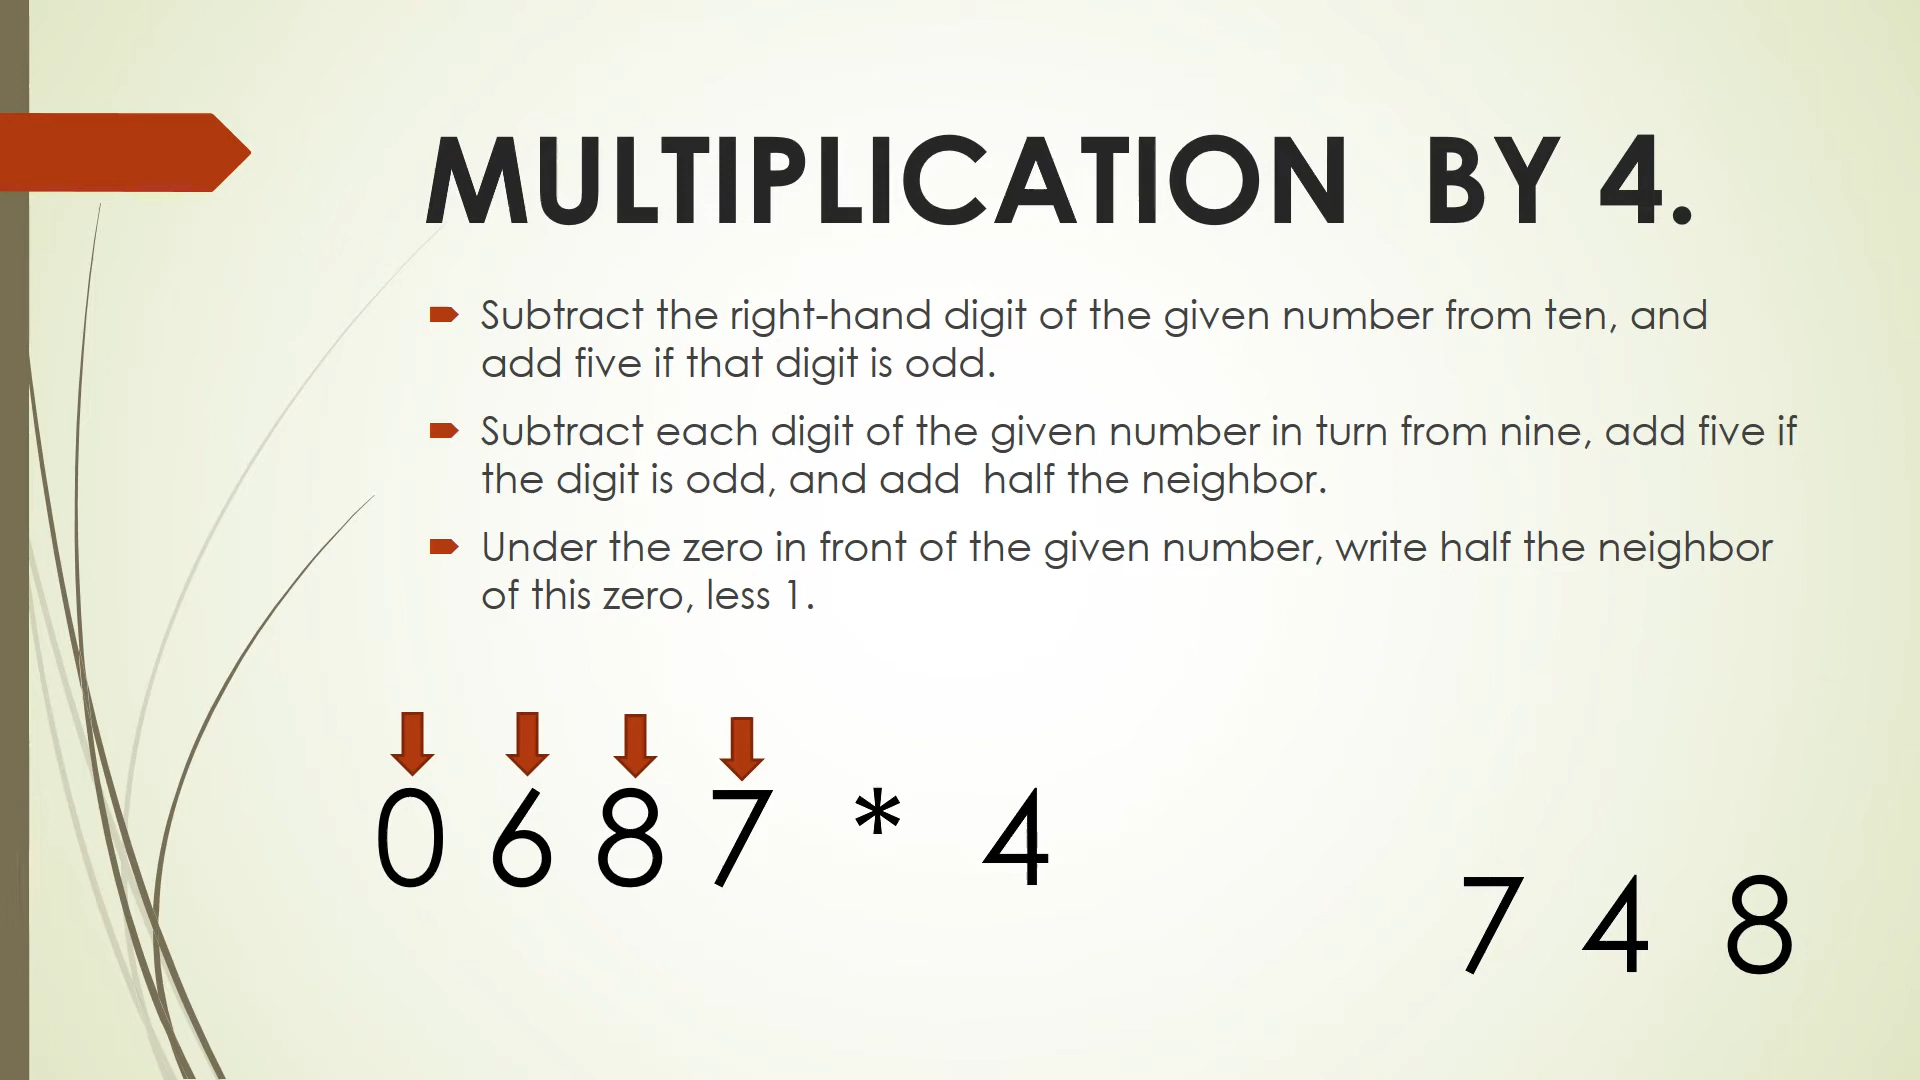 MULTIPLICATION BY 4.
Subtract the right-hand digit of the given number from ten, and
add five if that digit is odd.
Subtract each digit of the given number in turn from nine, add five if
the digit is odd, and add half the neighbor.
Under the zero in front of the given number, write half the neighbor
of this zero, less 1.
0 6 8 7 * 4
7 4 8